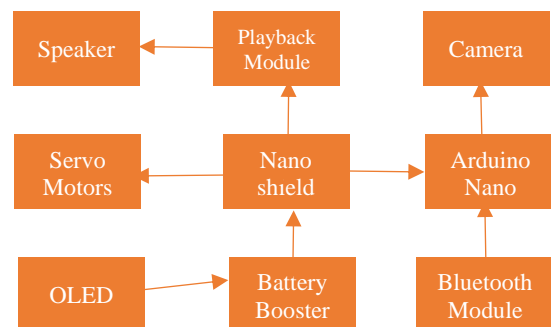 Speaker
Playback
Module
Camera
Servo
Motors
Nano
shield
Arduino
Nano
OLED
Battery
Booster
Bluetooth
Module